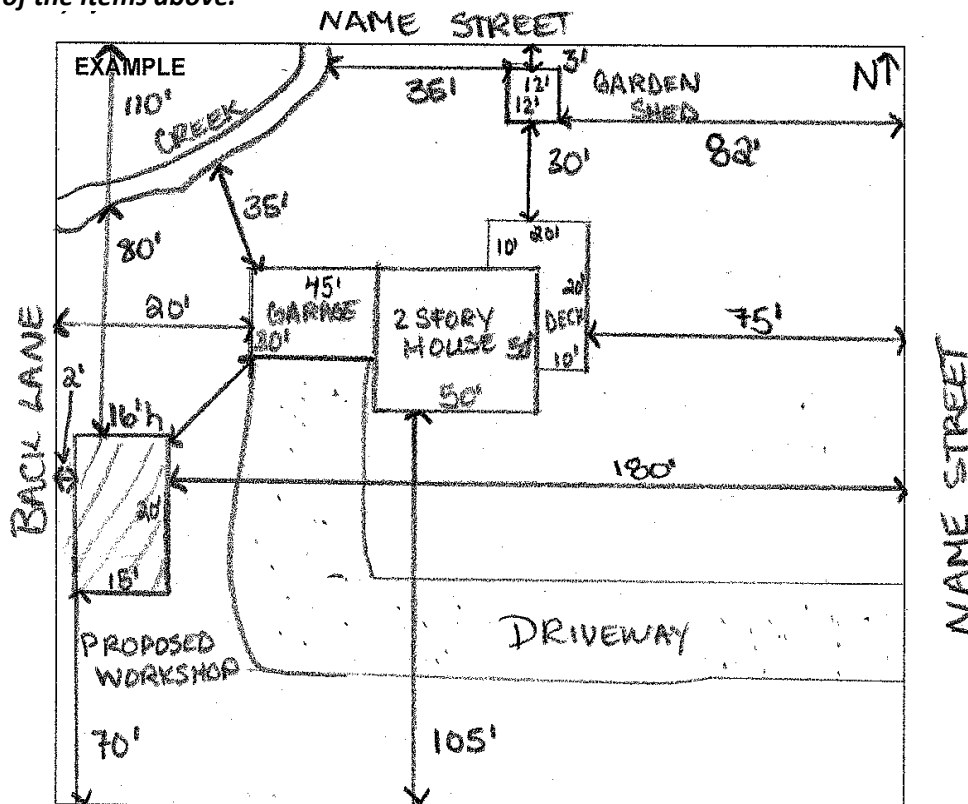 of the items above.
NAME STREET
EXAMPLE
N
3'
110'
36'
12'
12'
GARDEN
SHED
CREEK
82'
30'
35'
80'
10'
20'
45'
GARAGE
20'
2 STORY
HOUSE
20'
DECK
75'
50'
10'
50'
BACK LANE
2'
16'h
180'
20'
15'
NAME STREET
DRIVEWAY
PROPOSED
WORKSHOP
70'
105'